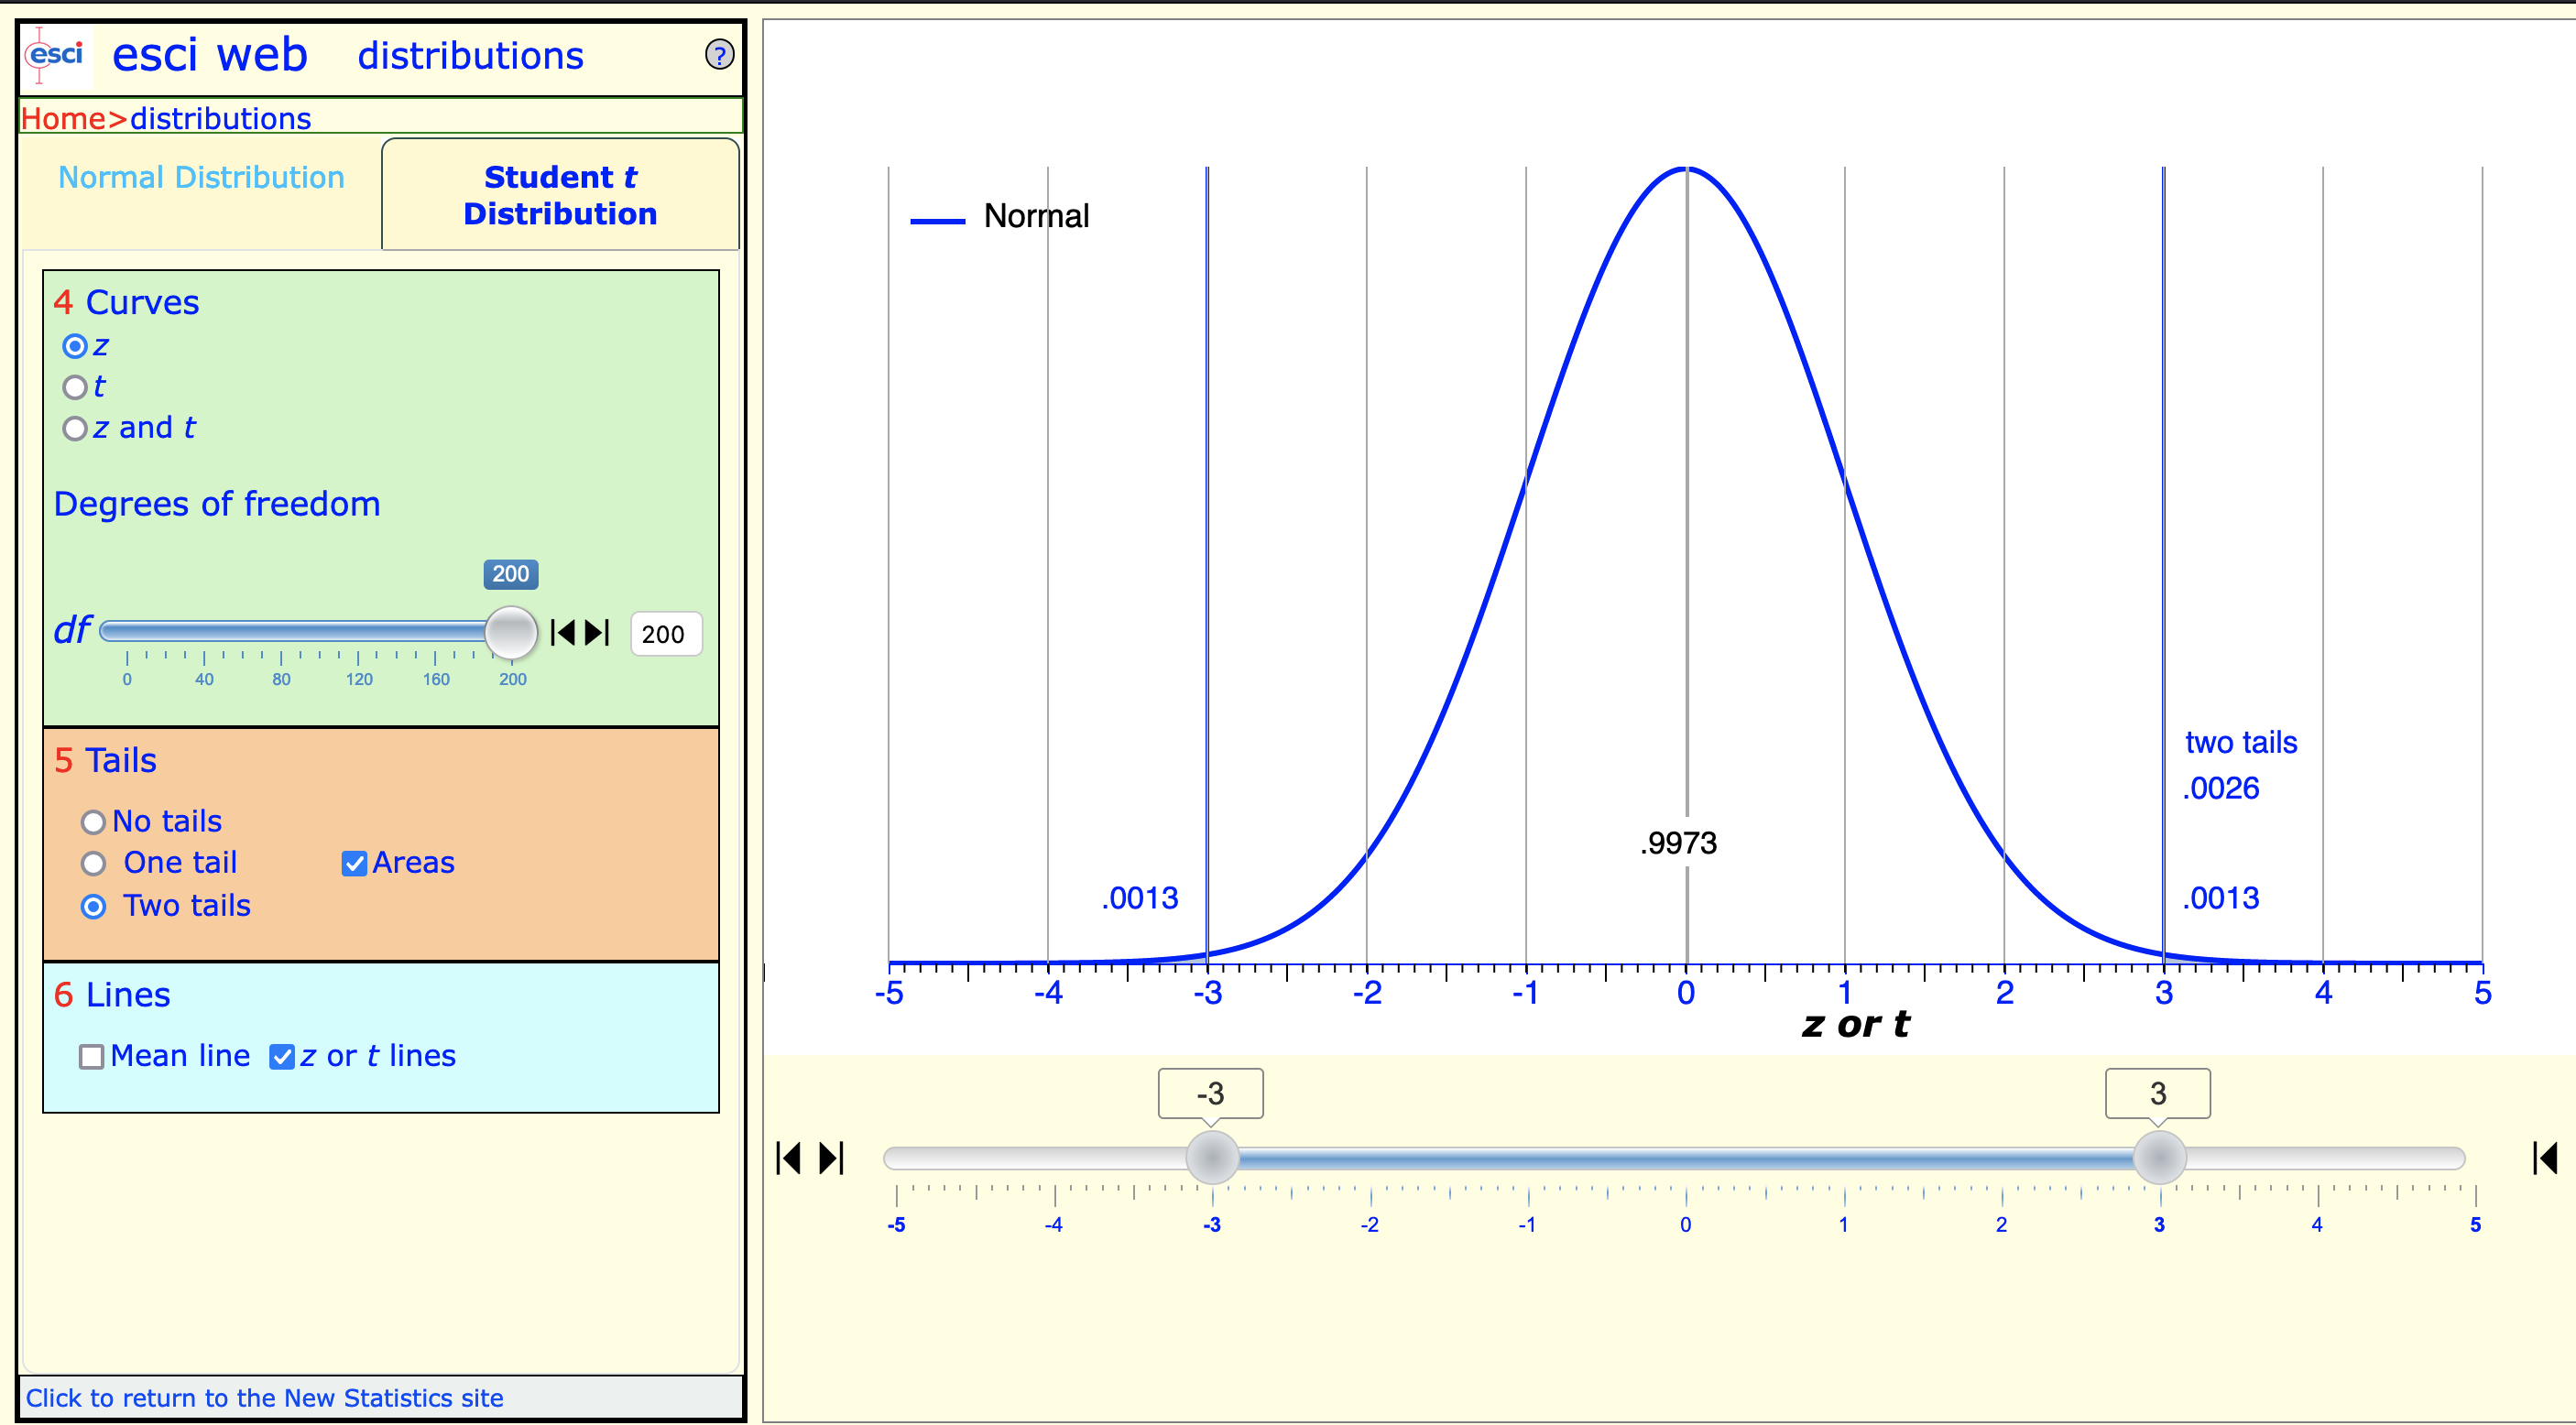 esci esci web distributions ?
Home>distributions
Normal Distribution
Student t
Distribution
4 Curves
z
t
z and t
Degrees of freedom
200
df 200
0 40 80 120 160 200
5 Tails
No tails
One tail Areas
Two tails
6 Lines
Mean line z or t lines
Click to return to the New Statistics site
Normal
two tails
.0026
.9973
.0013 .0013
-5 -4 -3 -2 -1 0 1 2 3 4 5
z or t
-3 3
-5 -4 -3 -2 -1 0 1 2 3 4 5